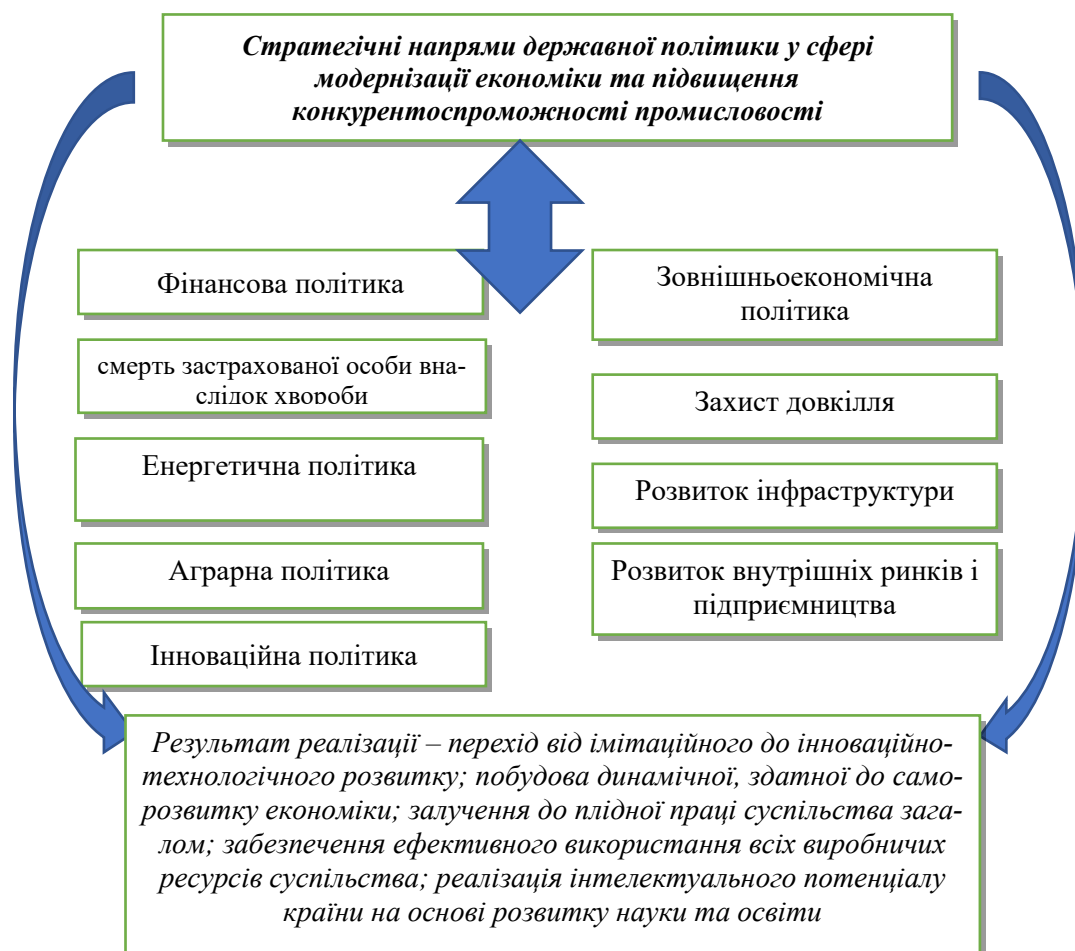 Стратегічні напрями державної політики у сфері
модернізації економіки та підвищення
конкурентоспроможності промисловості
Фінансова політика
смерть застрахованої особи вна-
слідок хвороби
Енергетична політика
Аграрна політика
Інноваційна політика
Зовнішньоекономічна
політика
Захист довкілля
Розвиток інфраструктури
Розвиток внутрішніх ринків і
підприємництва
Результат реалізації – перехід від імітаційного до інноваційно-
технологічного розвитку; побудова динамічної, здатної до само-
розвитку економіки; залучення до плідної праці суспільства зага-
лом; забезпечення ефективного використання всіх виробничих
ресурсів суспільства; реалізація інтелектуального потенціалу
країни на основі розвитку науки та освіти